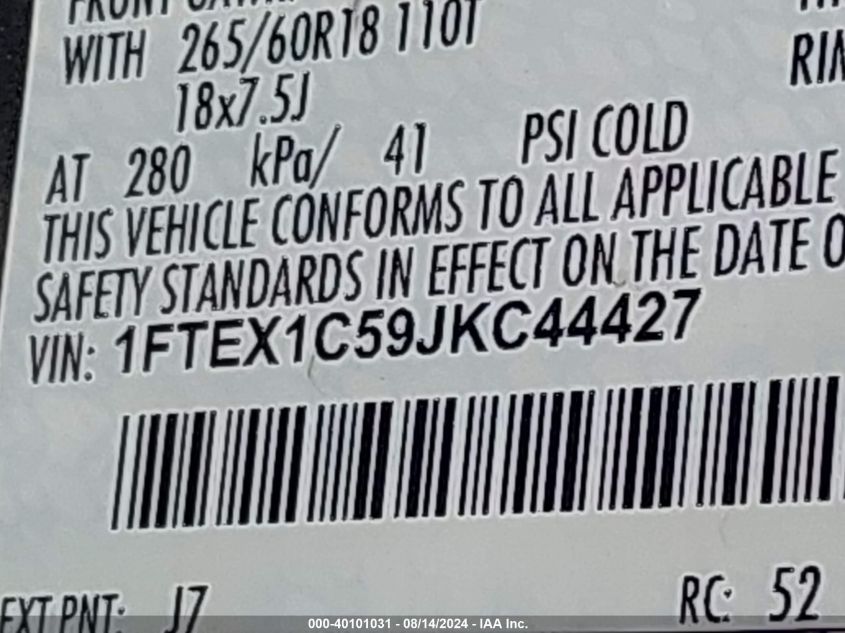 WITH 265/60R18 110T
18x7.5J
AT 280 kPa/ 41 PSI COLD
THIS VEHICLE CONFORMS TO ALL APPLICABLE
SAFETY STANDARDS IN EFFECT ON THE DATE O
VIN: 1FTEX1C59JKC44427
EXT PNT: J7 RC: 52
000-40101031 - 08/14/2024 - IAA Inc.